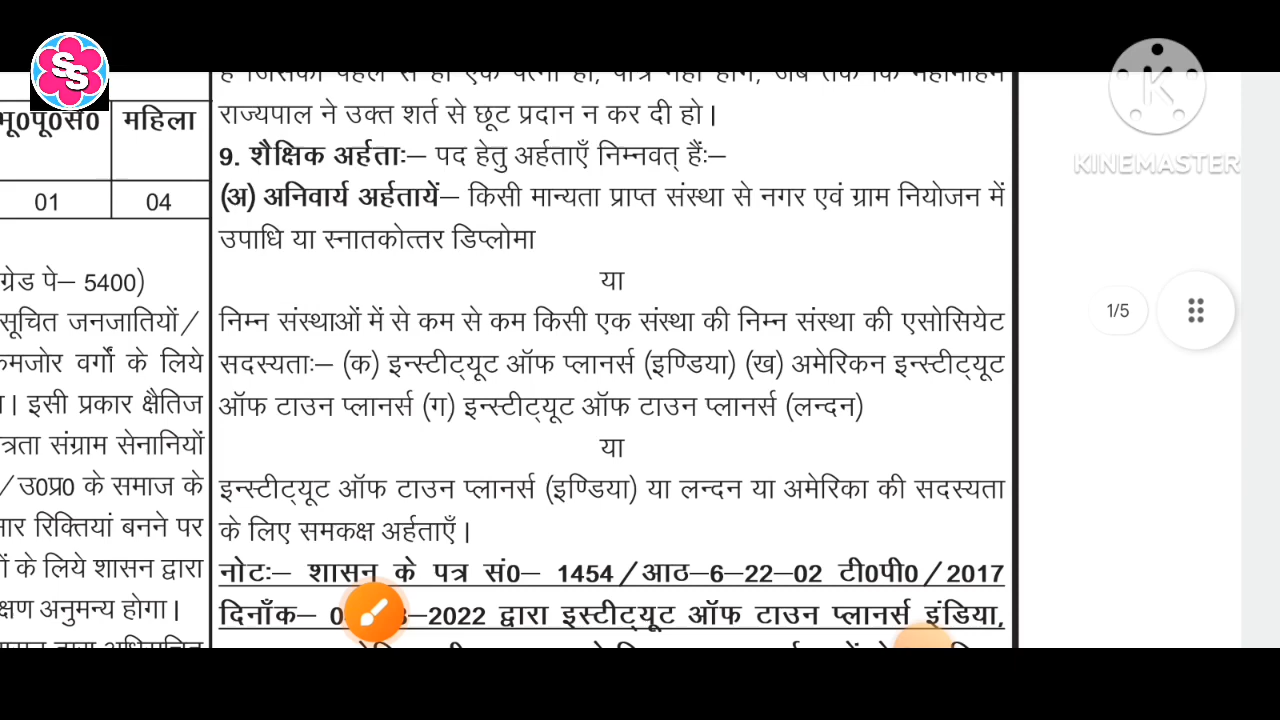 SS
KINEMASTER
1/5
भू0पू0सै0 महिला
01 04
ग्रेड पे– 5400)
सूचित जनजातियों/
कमजोर वर्गों के लिये
इसी प्रकार क्षैतिज
संग्राम सेनानियों
/उ0प्र0 के समाज के
रिक्तियां बनने पर
के लिये शासन द्वारा
अनुमन्य होगा।
राज्यपाल ने उक्त शर्त से छूट प्रदान न कर दी हो।
9. शैक्षिक अर्हताः– पद हेतु अर्हताएँ निम्नवत् हैंः–
(अ) अनिवार्य अर्हतायें– किसी मान्यता प्राप्त संस्था से नगर एवं ग्राम नियोजन में
उपाधि या स्नातकोत्तर डिप्लोमा
या
निम्न संस्थाओं में से कम से कम किसी एक संस्था की निम्न संस्था की एसोसियेट
सदस्यताः– (क) इन्स्टीट्यूट ऑफ प्लानर्स (इण्डिया) (ख) अमेरिकन इन्स्टीट्यूट
ऑफ टाउन प्लानर्स (ग) इन्स्टीट्यूट ऑफ टाउन प्लानर्स (लन्दन)
या
इन्स्टीट्यूट ऑफ टाउन प्लानर्स (इण्डिया) या लन्दन या अमेरिका की सदस्यता
के लिए समकक्ष अर्हताएँ।
नोटः– शासन के पत्र सं0– 1454/आठ–6–22–02 टी0पी0/2017
दिनाँक– –2022 द्वारा इस्टीट्यूट ऑफ टाउन प्लानर्स इंडिया,